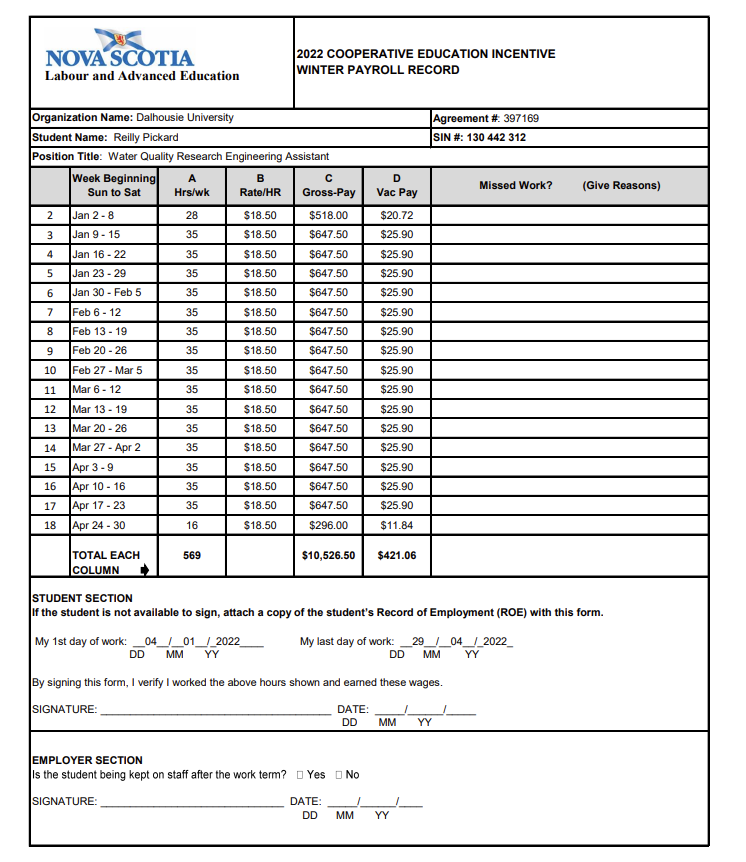 NOVA SCOTIA
Labour and Advanced Education
2022 COOPERATIVE EDUCATION INCENTIVE
WINTER PAYROLL RECORD
Organization Name: Dalhousie University Agreement #: 397169
Student Name: Reilly Pickard SIN #: 130 442 312
Position Title: Water Quality Research Engineering Assistant
Week Beginning A B C D
Sun to Sat Hrs/wk Rate/HR Gross-Pay Vac Pay Missed Work? (Give Reasons)
2 Jan 2 - 8 28 $18.50 $518.00 $20.72
3 Jan 9 - 15 35 $18.50 $647.50 $25.90
4 Jan 16 - 22 35 $18.50 $647.50 $25.90
5 Jan 23 - 29 35 $18.50 $647.50 $25.90
6 Jan 30 - Feb 5 35 $18.50 $647.50 $25.90
7 Feb 6 - 12 35 $18.50 $647.50 $25.90
8 Feb 13 - 19 35 $18.50 $647.50 $25.90
9 Feb 20 - 26 35 $18.50 $647.50 $25.90
10 Feb 27 - Mar 5 35 $18.50 $647.50 $25.90
11 Mar 6 - 12 35 $18.50 $647.50 $25.90
12 Mar 13 - 19 35 $18.50 $647.50 $25.90
13 Mar 20 - 26 35 $18.50 $647.50 $25.90
14 Mar 27 - Apr 2 35 $18.50 $647.50 $25.90
15 Apr 3 - 9 35 $18.50 $647.50 $25.90
16 Apr 10 - 16 35 $18.50 $647.50 $25.90
17 Apr 17 - 23 35 $18.50 $647.50 $25.90
18 Apr 24 - 30 16 $18.50 $296.00 $11.84
TOTAL EACH 569 $10,526.50 $421.06
COLUMN
STUDENT SECTION
If the student is not available to sign, attach a copy of the student's Record of Employment (ROE) with this form.
My 1st day of work: __04__/__01__/_2022____ My last day of work: __29__/__04__/_2022_
DD MM YY DD MM YY
By signing this form, I verify I worked the above hours shown and earned these wages.
SIGNATURE: ______________________________________ DATE: _____/______/_____
DD MM YY
EMPLOYER SECTION
Is the student being kept on staff after the work term? □ Yes □ No
SIGNATURE: ______________________________ DATE: _____/______/____
DD MM YY